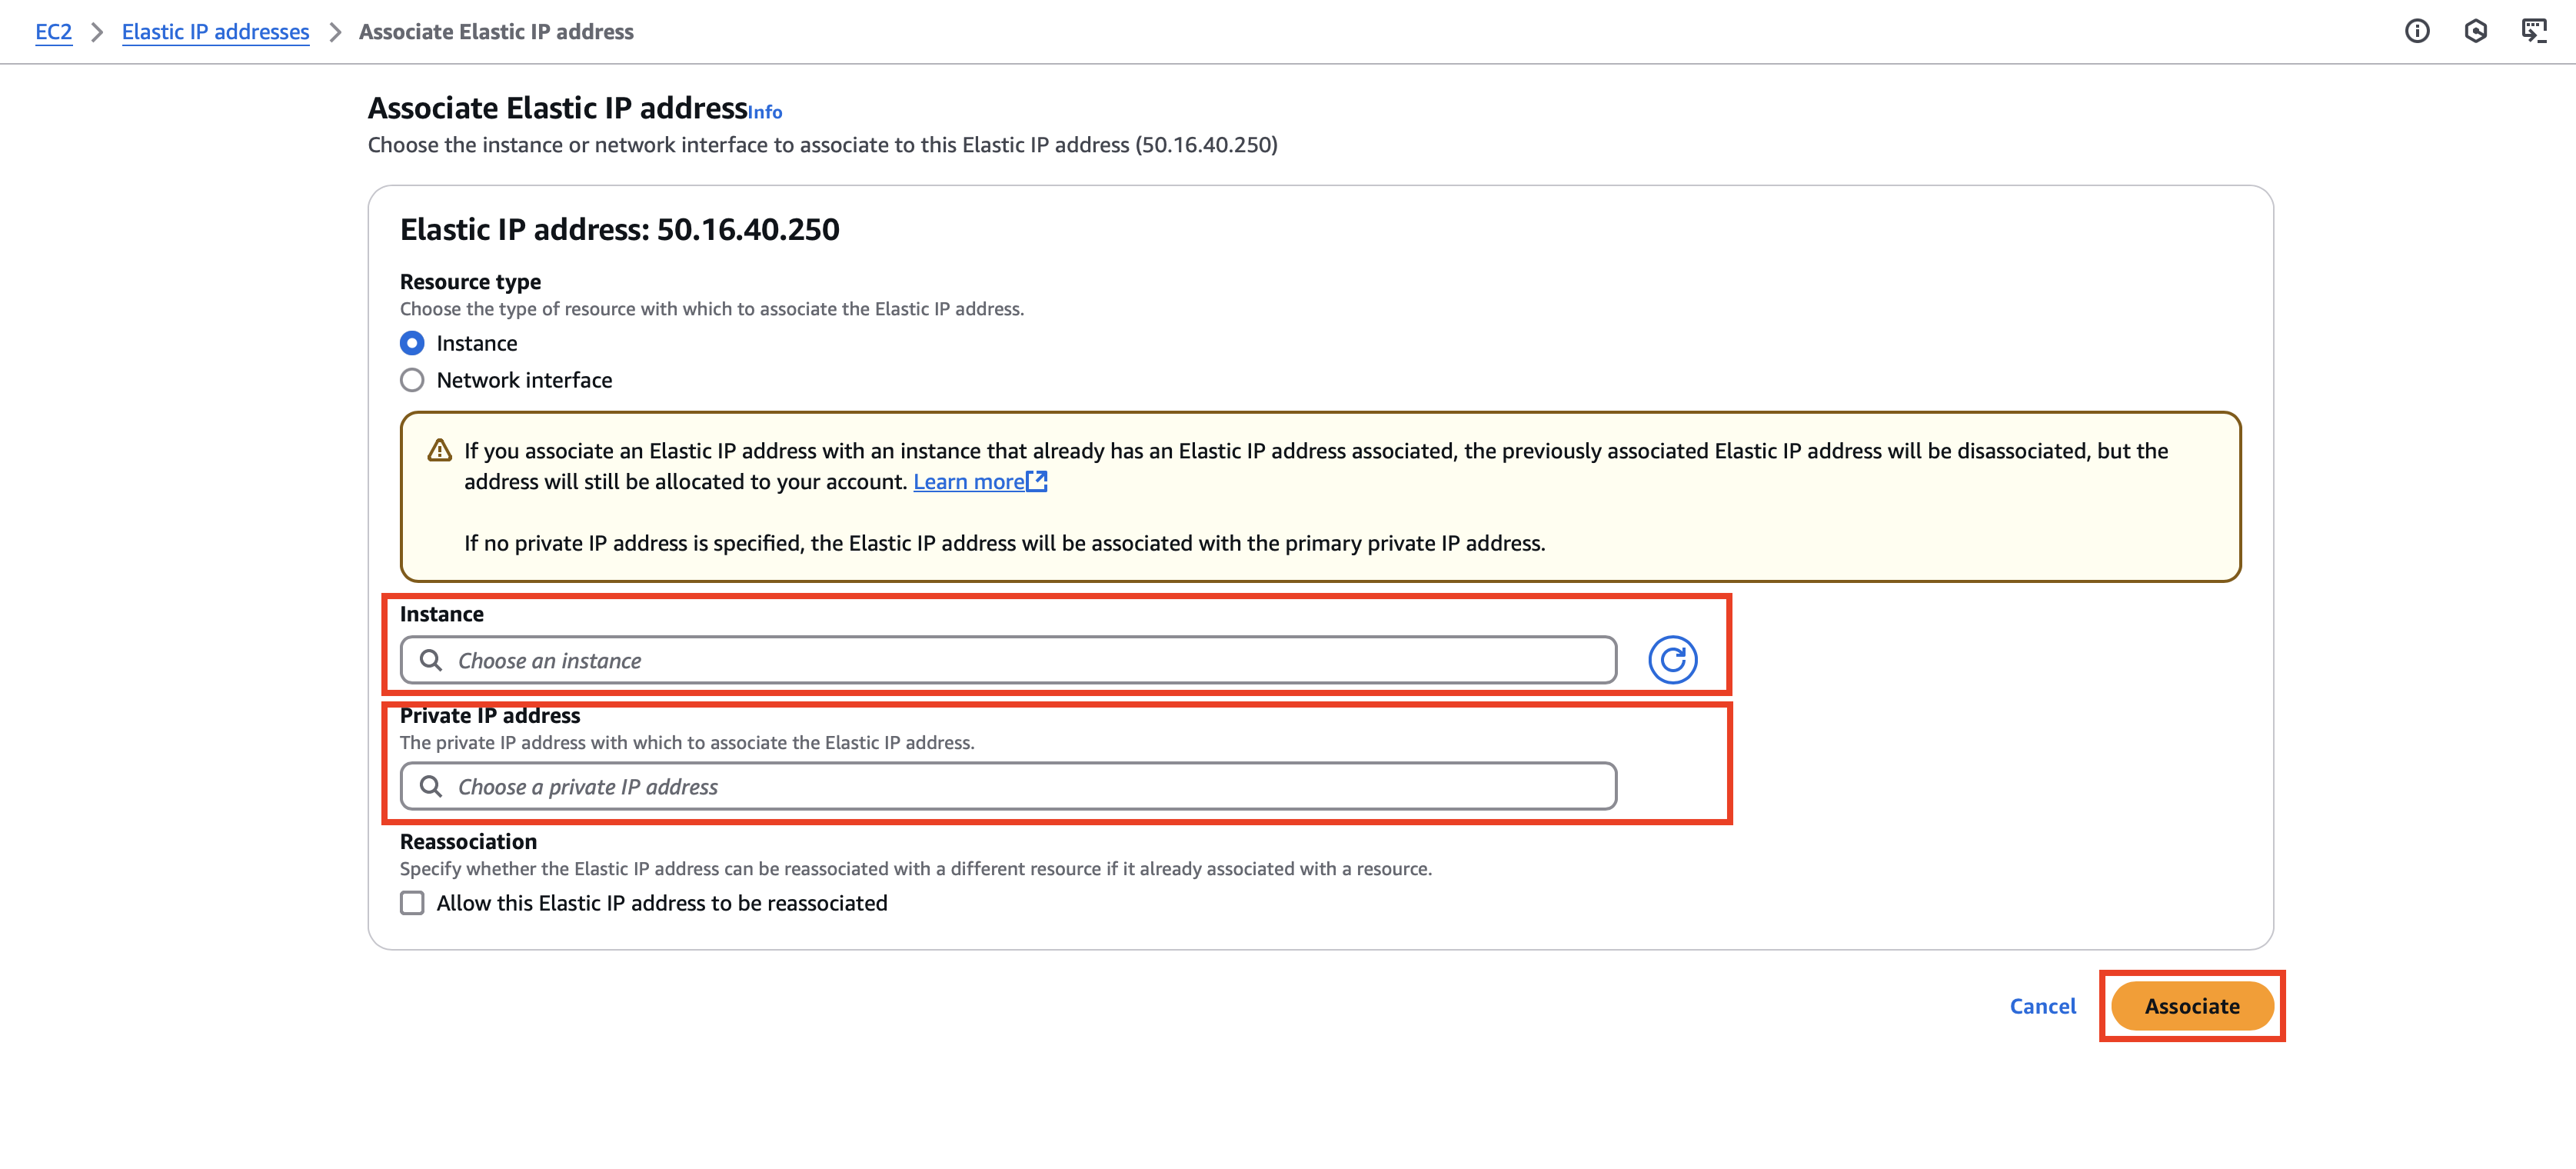 EC2 > Elastic IP addresses > Associate Elastic IP address
Associate Elastic IP address Info
Choose the instance or network interface to associate to this Elastic IP address (50.16.40.250)
Elastic IP address: 50.16.40.250
Resource type
Choose the type of resource with which to associate the Elastic IP address.
Instance
Network interface
If you associate an Elastic IP address with an instance that already has an Elastic IP address associated, the previously associated Elastic IP address will be disassociated, but the
address will still be allocated to your account. Learn more
If no private IP address is specified, the Elastic IP address will be associated with the primary private IP address.
Instance
Choose an instance
Private IP address
The private IP address with which to associate the Elastic IP address.
Choose a private IP address
Reassociation
Specify whether the Elastic IP address can be reassociated with a different resource if it already associated with a resource.
Allow this Elastic IP address to be reassociated
Cancel
Associate